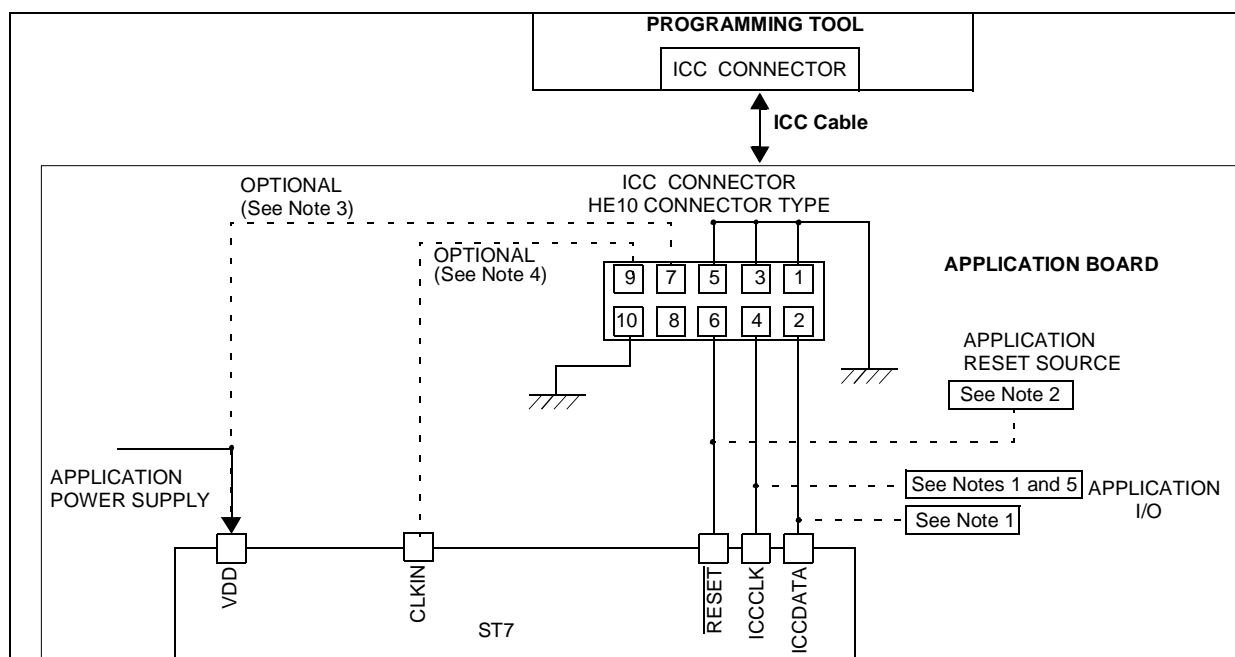 PROGRAMMING TOOL
ICC CONNECTOR
ICC Cable
OPTIONAL
(See Note 3)
ICC CONNECTOR
HE10 CONNECTOR TYPE
OPTIONAL
(See Note 4)
9 7 5 3 1
10 8 6 4 2
APPLICATION BOARD
APPLICATION
RESET SOURCE
See Note 2
APPLICATION
POWER SUPPLY
See Notes 1 and 5
See Note 1
APPLICATION
I/O
VDD
CLKIN
RESET
ICCCLK
ICCDATA
ST7